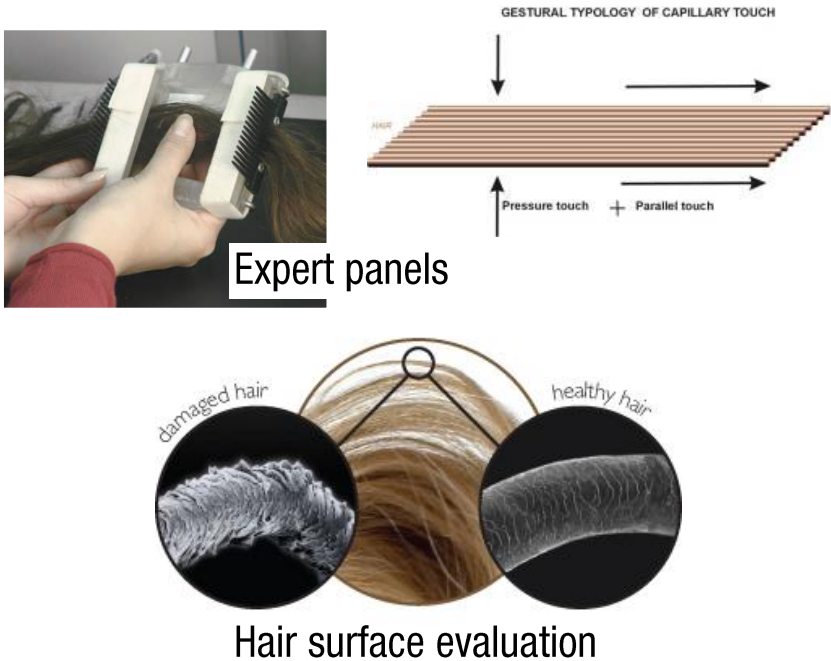 GESTURAL TYPOLOGY OF CAPILLARY TOUCH
HAIR
Pressure touch + Parallel touch
Expert panels
damaged hair
healthy hair
Hair surface evaluation